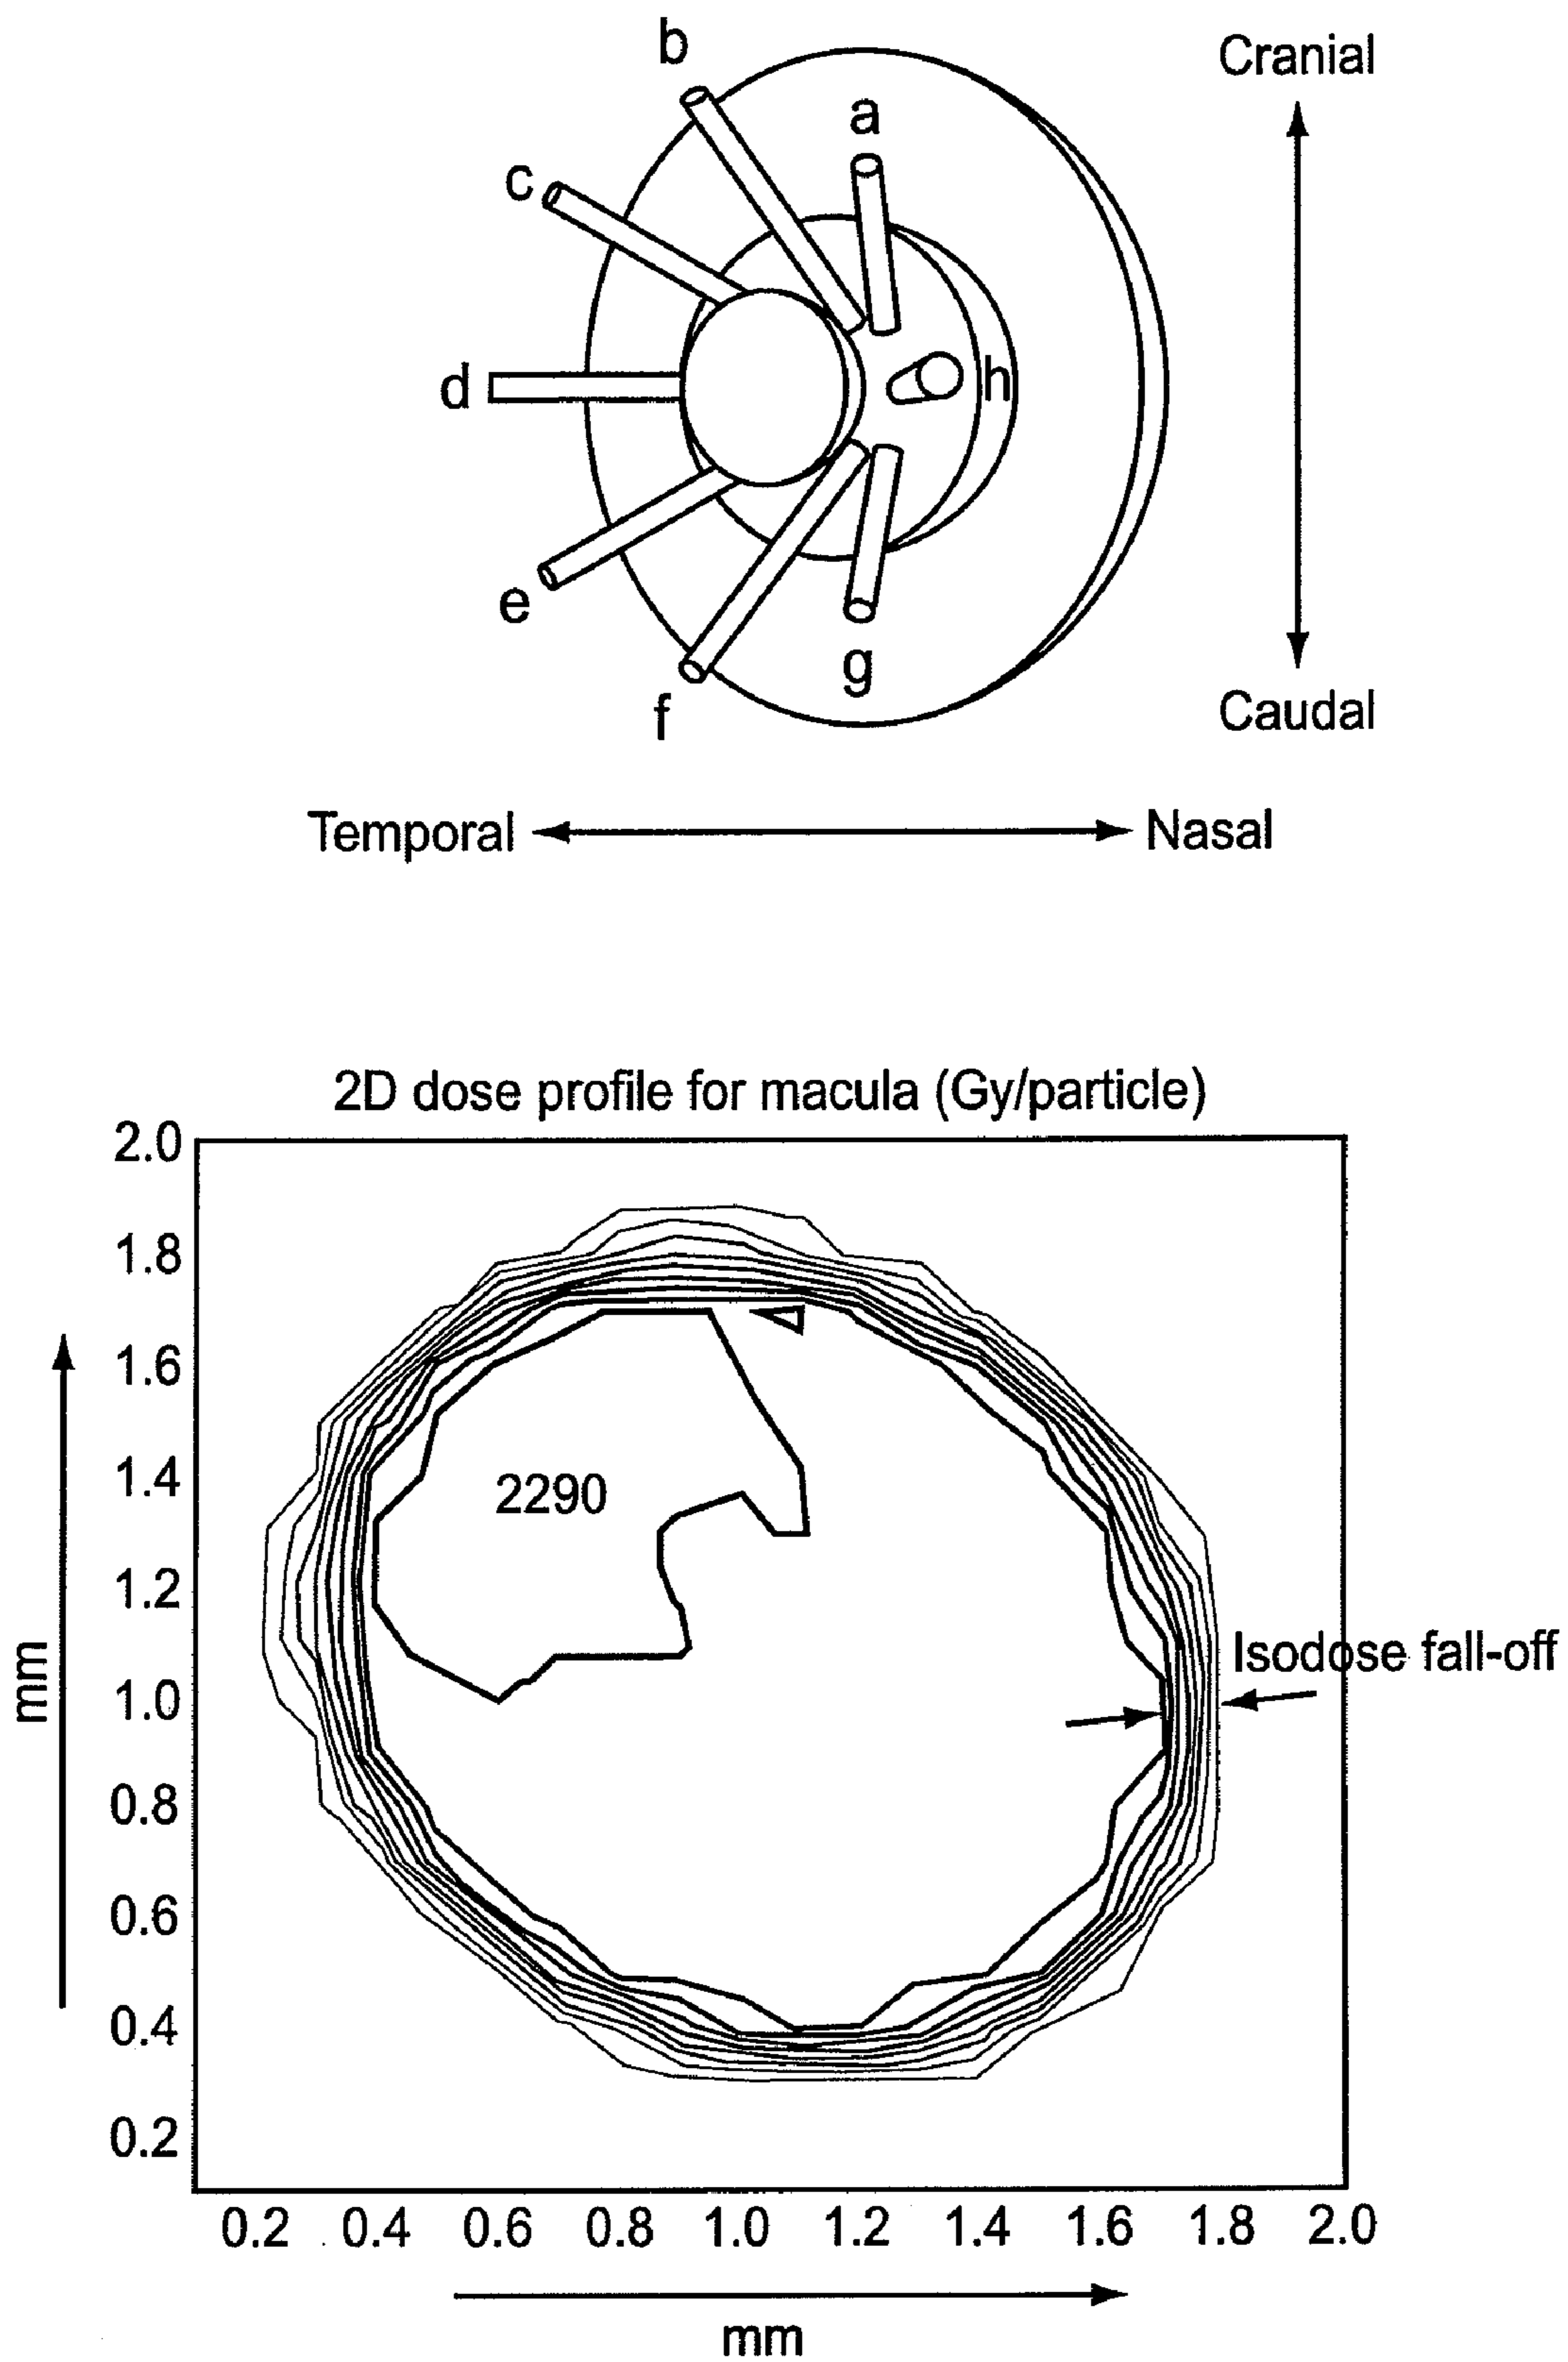 b
Cranial
a
c
d
h
e
g
f
Caudal
Temporal
Nasal
2D dose profile for macula (Gy/particle)
2.0
1.8
1.6
1.4
2290
1.2
Isodose fall-off
mm
1.0
0.8
0.6
0.4
0.2
0.2 0.4 0.6 0.8 1.0 1.2 1.4 1.6 1.8 2.0
mm